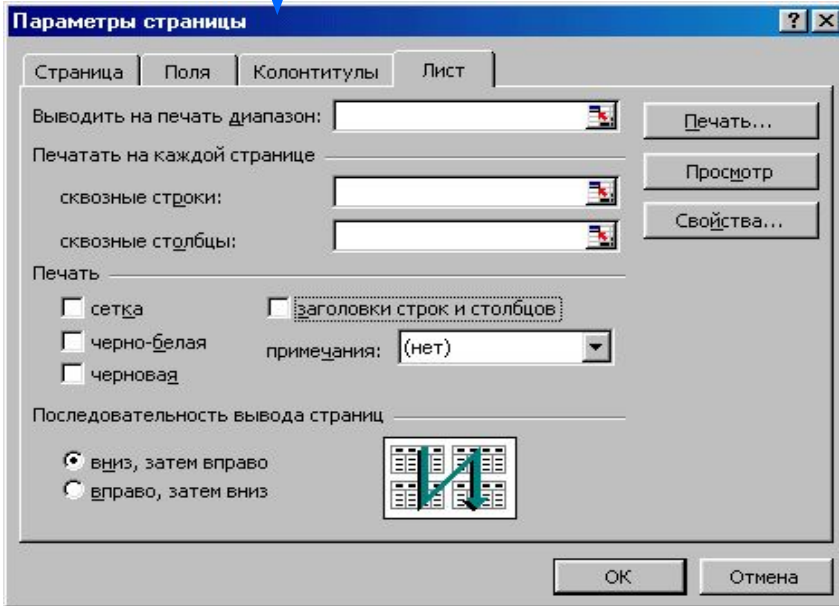 Параметры страницы
Страница Поля Колонтитулы Лист
Выводить на печать диапазон:
Печать...
Печатать на каждой странице
Просмотр
сквозные строки:
Свойства...
сквозные столбцы:
Печать
сетка
заголовки строк и столбцов
черно-белая
примечания: (нет)
черновая
Последовательность вывода страниц
вниз, затем вправо
вправо, затем вниз
ОК Отмена